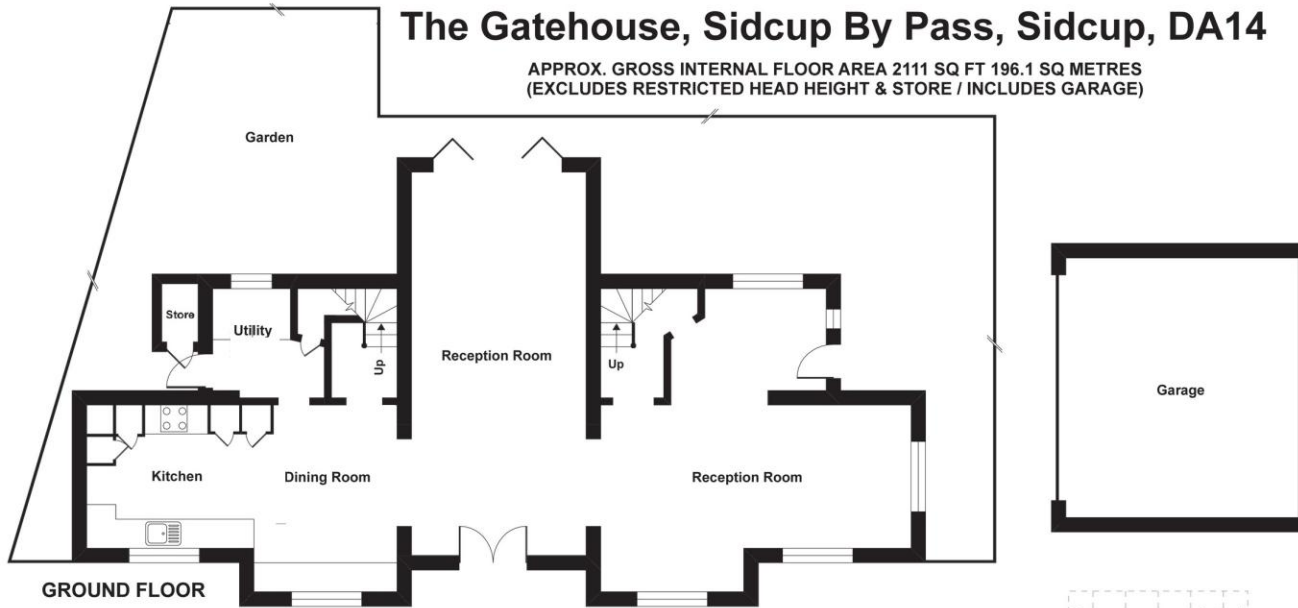 The Gatehouse, Sidcup By Pass, Sidcup, DA14
APPROX. GROSS INTERNAL FLOOR AREA 2111 SQ FT 196.1 SQ METRES
(EXCLUDES RESTRICTED HEAD HEIGHT & STORE / INCLUDES GARAGE)
Garden
Store
Utility
Up
Reception Room
Up
Garage
Kitchen
Dining Room
Reception Room
GROUND FLOOR